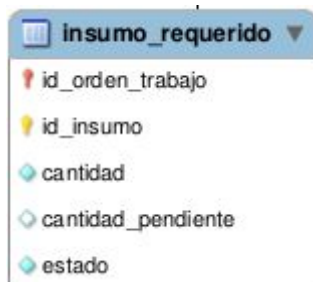 insumo_requerido
id_orden_trabajo
id_insumo
cantidad
cantidad_pendiente
estado